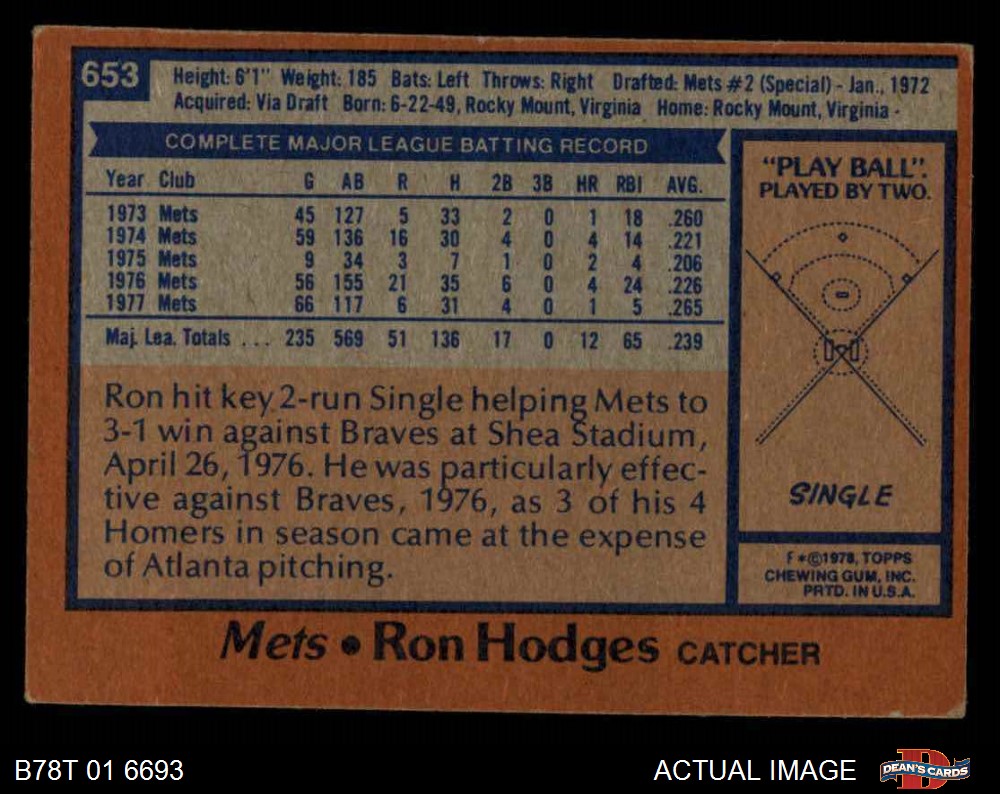 653
Height: 6'1" Weight: 185 Bats: Left Throws: Right Drafted: Mets #2 (Special) - Jan., 1972
Acquired: Via Draft Born: 6-22-49, Rocky Mount, Virginia Home: Rocky Mount, Virginia -
COMPLETE MAJOR LEAGUE BATTING RECORD
Year Club G AB R H 2B 3B HR RBI AVG.
1973 Mets 45 127 5 33 2 0 1 18 .260
1974 Mets 59 136 16 30 4 0 4 14 .221
1975 Mets 9 34 3 7 1 0 2 4 .206
1976 Mets 56 155 21 35 6 0 4 24 .226
1977 Mets 66 117 6 31 4 0 1 5 .265
Maj. Lea. Totals ... 235 569 51 136 17 0 12 65 .239
Ron hit key 2-run Single helping Mets to
3-1 win against Braves at Shea Stadium,
April 26, 1976. He was particularly effec-
tive against Braves, 1976, as 3 of his 4
Homers in season came at the expense
of Atlanta pitching.
"PLAY BALL":
PLAYED BY TWO.
SINGLE
F*©1978, TOPPS
CHEWING GUM, INC.
PRTD. IN U.S.A.
Mets • Ron Hodges CATCHER
B78T 01 6693
ACTUAL IMAGE
DEAN'S CARDS